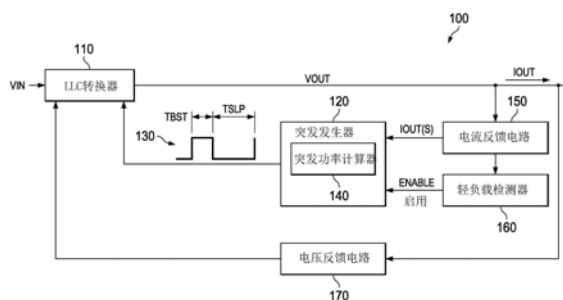 100
110
VIN
LLC转换器
VOUT
IOUT
TBST
TSLP
130
120
突发发生器
突发功率计算器
140
IOUT(S)
150
电流反馈电路
ENABLE
启用
轻负载检测器
160
电压反馈电路
170